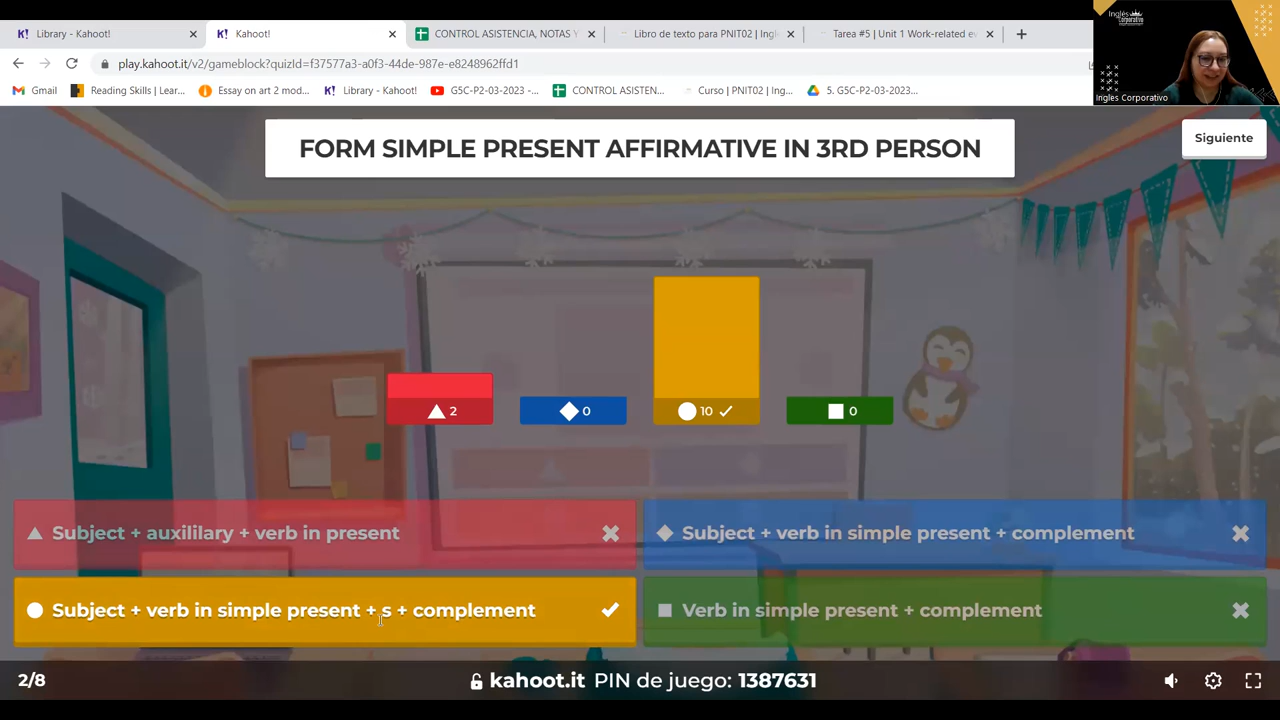 Library - Kahoot!
Kahoot!
CONTROL ASISTENCIA, NOTAS Y
Libro de texto para PNIT02 | Ingl
Tarea #5 | Unit 1 Work-related e
Inglés
Corporativo
play.kahoot.it/v2/gameblock?quizId=f37577a3-a0f3-44de-987e-e8248962ffd1
Gmail
Reading Skills | Lear...
Essay on art 2 mod...
Library - Kahoot!
G5C-P2-03-2023 -...
CONTROL ASISTEN...
Curso | PNIT02 | Ing...
5. G5C-P2-03-2023...
Ingles Corporativo
FORM SIMPLE PRESENT AFFIRMATIVE IN 3RD PERSON
Siguiente
2
0
10
0
Subject + auxililary + verb in present
Subject + verb in simple present + complement
Subject + verb in simple present + s + complement
Verb in simple present + complement
2/8
kahoot.it PIN de juego: 1387631